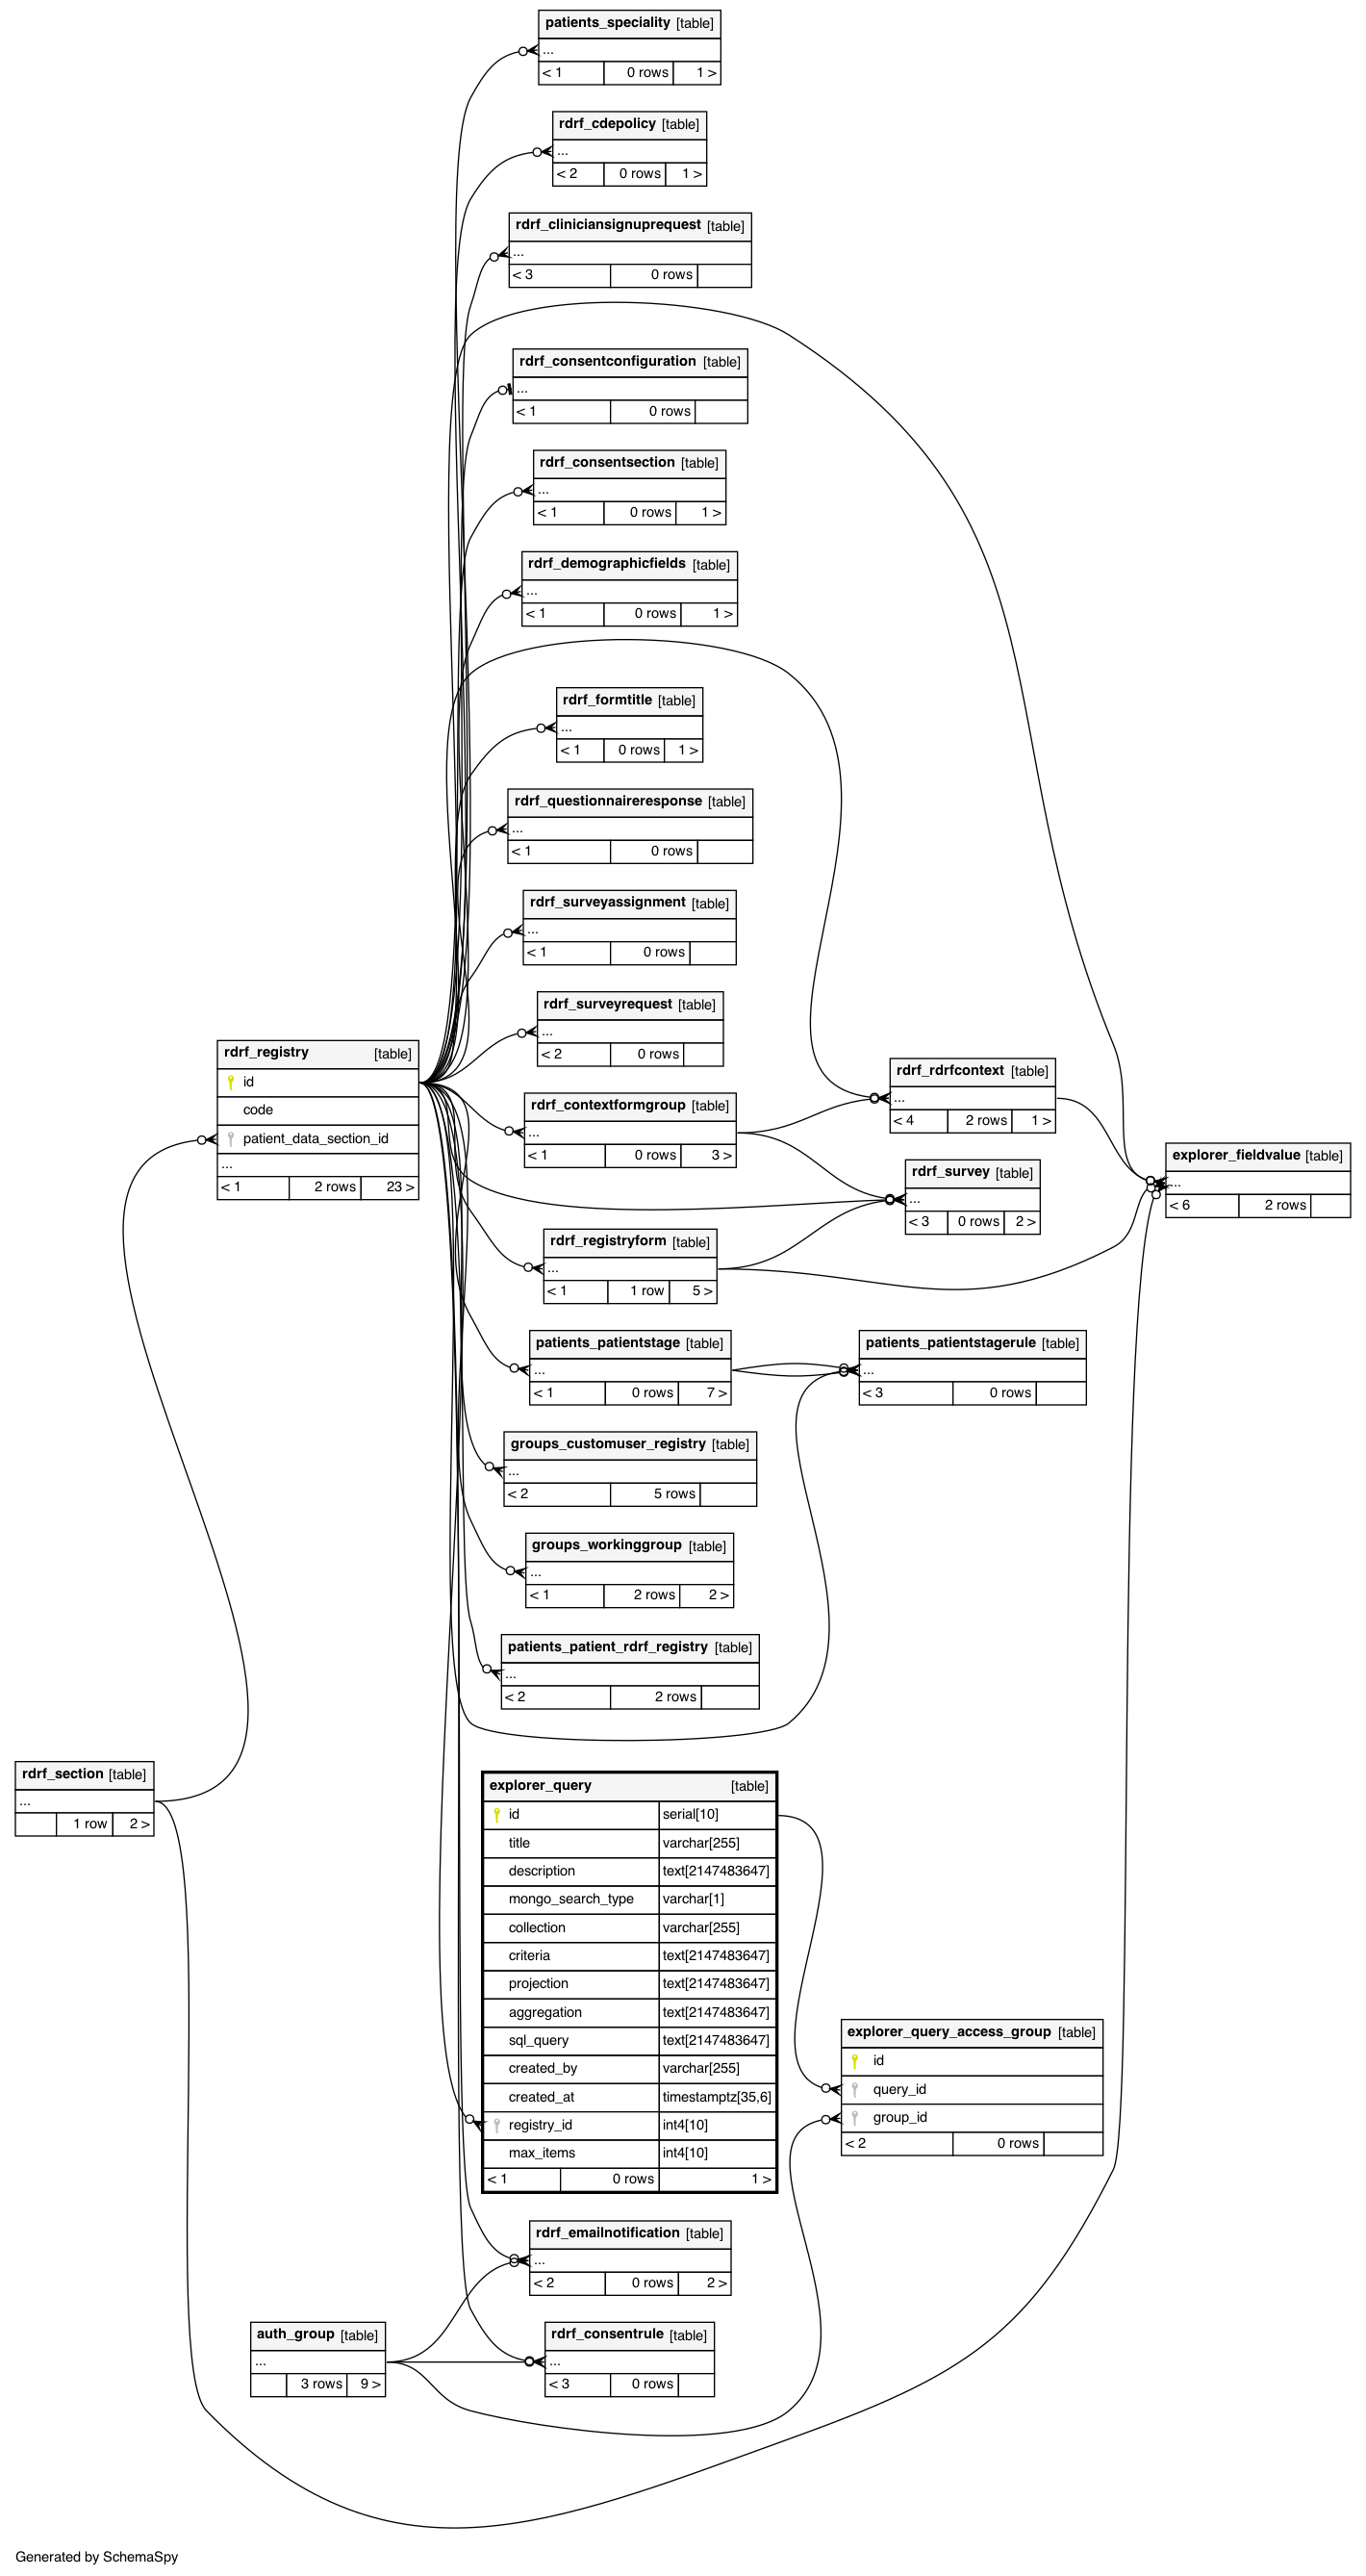 patients_speciality [table]
...
< 1 0 rows 1 >
rdrf_cdepolicy [table]
...
< 2 0 rows 1 >
rdrf_cliniciansignuprequest [table]
...
< 3 0 rows
rdrf_consentconfiguration [table]
...
< 1 0 rows
rdrf_consentsection [table]
...
< 1 0 rows 1 >
rdrf_demographicfields [table]
...
< 1 0 rows 1 >
rdrf_formtitle [table]
...
< 1 0 rows 1 >
rdrf_questionnaireresponse [table]
...
< 1 0 rows
rdrf_surveyassignment [table]
...
< 1 0 rows
rdrf_surveyrequest [table]
...
< 2 0 rows
rdrf_registry [table]
id
code
patient_data_section_id
...
< 1 2 rows 23 >
rdrf_contextformgroup [table]
...
< 1 0 rows 3 >
rdrf_rdrfcontext [table]
...
< 4 2 rows 1 >
explorer_fieldvalue [table]
...
< 6 2 rows
rdrf_survey [table]
...
< 3 0 rows 2 >
rdrf_registryform [table]
...
< 1 1 row 5 >
patients_patientstage [table]
...
< 1 0 rows 7 >
patients_patientstagerule [table]
...
< 3 0 rows
groups_customuser_registry [table]
...
< 2 5 rows
groups_workinggroup [table]
...
< 1 2 rows 2 >
patients_patient_rdrf_registry [table]
...
< 2 2 rows
rdrf_section [table]
...
1 row 2 >
explorer_query [table]
id serial[10]
title varchar[255]
description text[2147483647]
mongo_search_type varchar[1]
collection varchar[255]
criteria text[2147483647]
projection text[2147483647]
aggregation text[2147483647]
sql_query text[2147483647]
created_by varchar[255]
created_at timestamptz[35,6]
registry_id int4[10]
max_items int4[10]
< 1 0 rows 1 >
explorer_query_access_group [table]
id
query_id
group_id
< 2 0 rows
rdrf_emailnotification [table]
...
< 2 0 rows 2 >
auth_group [table]
...
3 rows 9 >
rdrf_consentrule [table]
...
< 3 0 rows
Generated by SchemaSpy